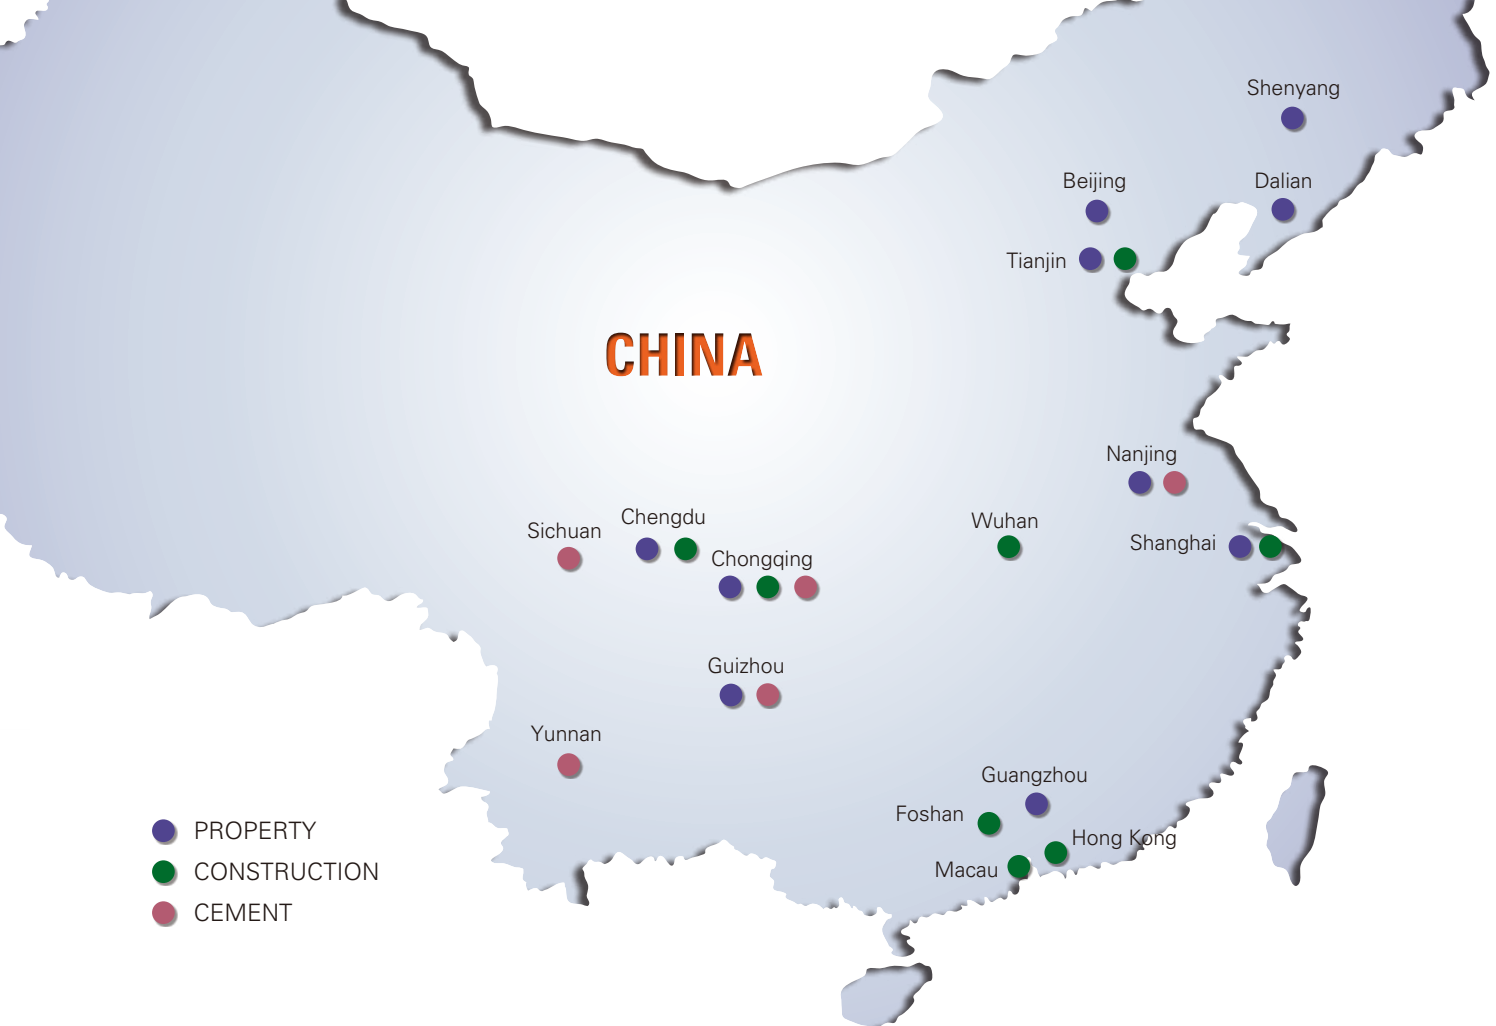 Shenyang
Beijing
Dalian
Tianjin
CHINA
Nanjing
Chengdu
Wuhan
Sichuan
Shanghai
Chongqing
Guizhou
Yunnan
Guangzhou
Foshan
PROPERTY
Hong Kong
Macau
CONSTRUCTION
CEMENT